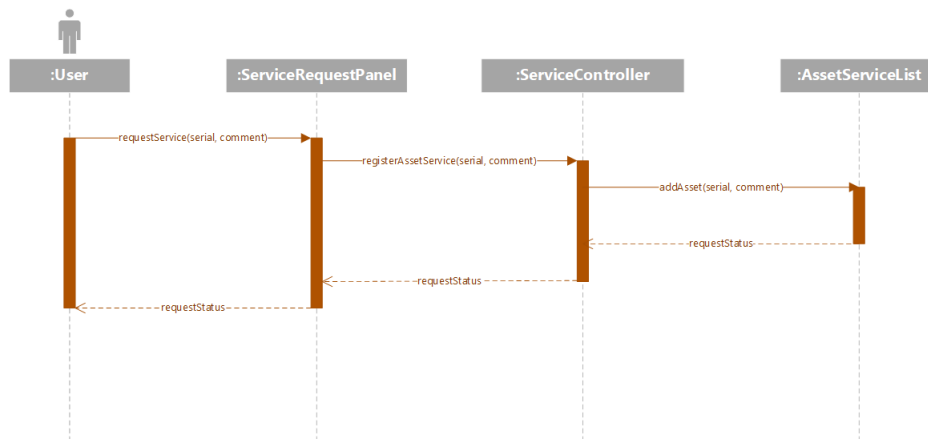 :User
:ServiceRequestPanel
:ServiceController
:AssetServiceList
requestService(serial, comment)
registerAssetService(serial, comment)
addAsset(serial, comment)
requestStatus
requestStatus
requestStatus